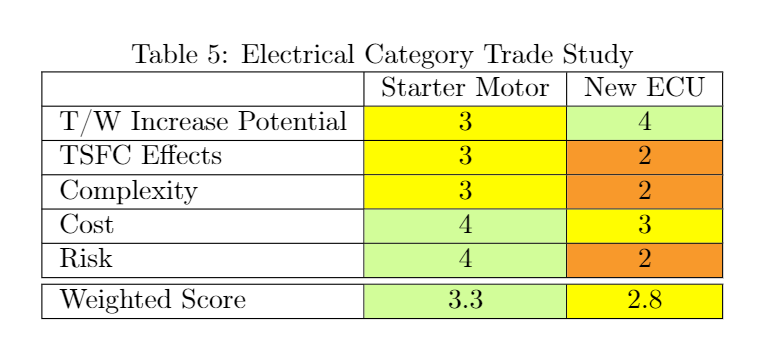 Table 5: Electrical Category Trade Study
Starter Motor New ECU
T/W Increase Potential 3 4
TSFC Effects 3 2
Complexity 3 2
Cost 4 3
Risk 4 2
Weighted Score 3.3 2.8